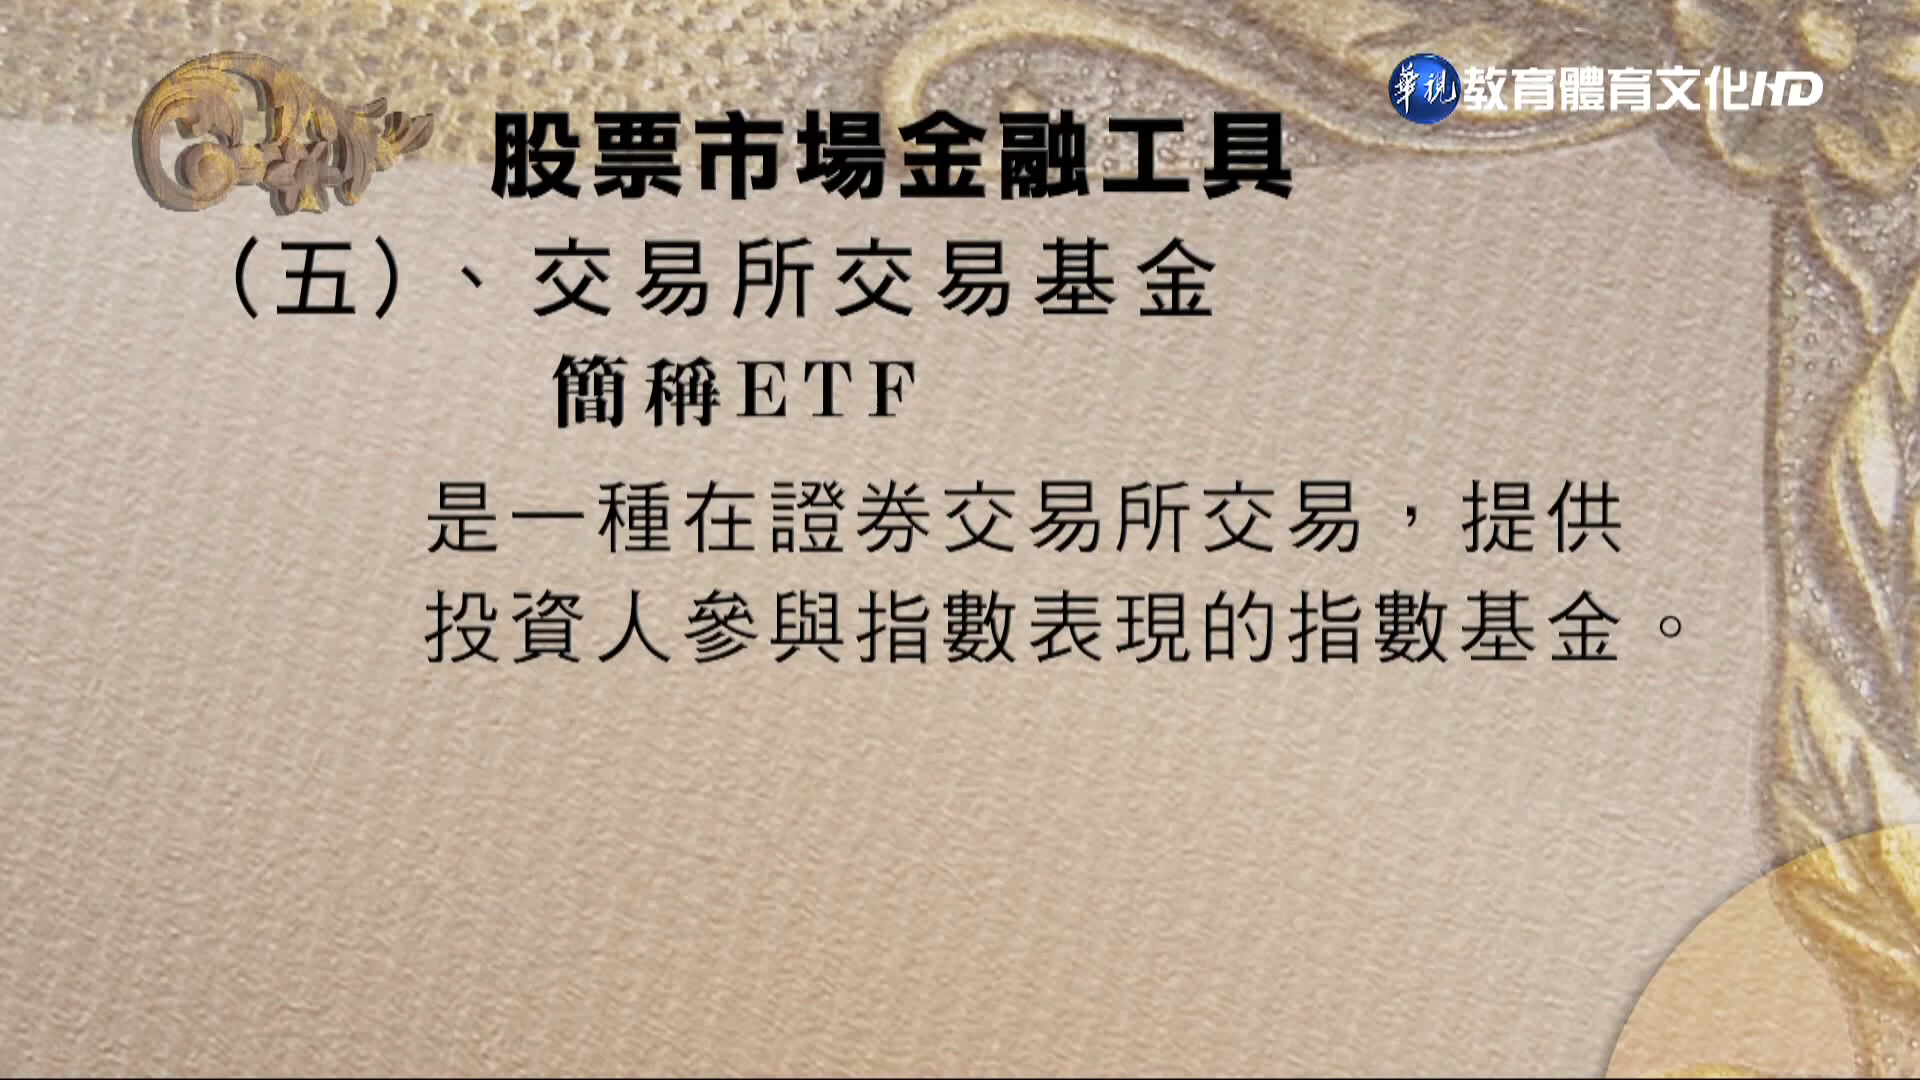 華視 教育體育文化HD
股票市場金融工具
（五）、交易所交易基金
簡稱ETF
是一種在證券交易所交易，提供
投資人參與指數表現的指數基金。